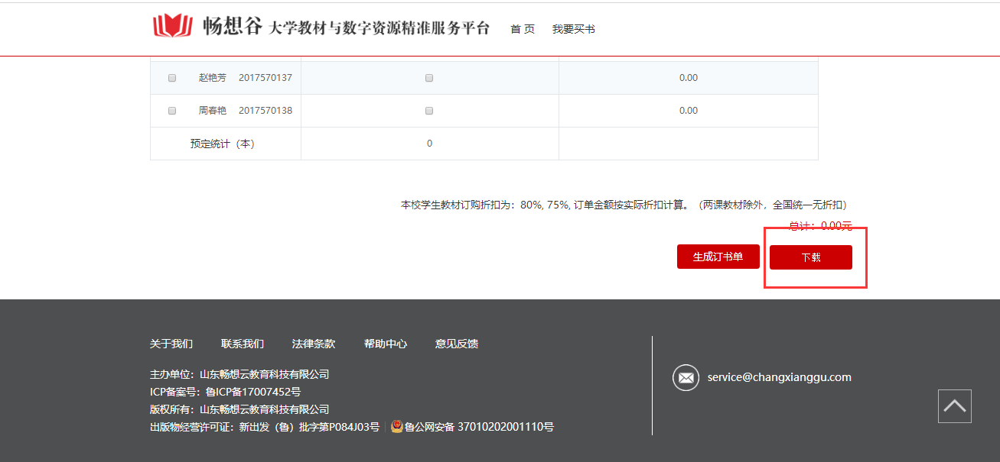 畅想谷 大学教材与数字资源精准服务平台 首 页 我要买书
赵艳芳 2017570137 0.00
周春艳 2017570138 0.00
预定统计（本） 0
本校学生教材订购折扣为：80%, 75%, 订单金额按实际折扣计算。（两课教材除外，全国统一无折扣）
总计：0.00元
生成订书单 下载
关于我们 联系我们 法律条款 帮助中心 意见反馈
主办单位：山东畅想云教育科技有限公司
ICP备案号：鲁ICP备17007452号
版权所有：山东畅想云教育科技有限公司
出版物经营许可证：新出发（鲁）批字第P084J03号 鲁公网安备 37010202001110号
service@changxianggu.com